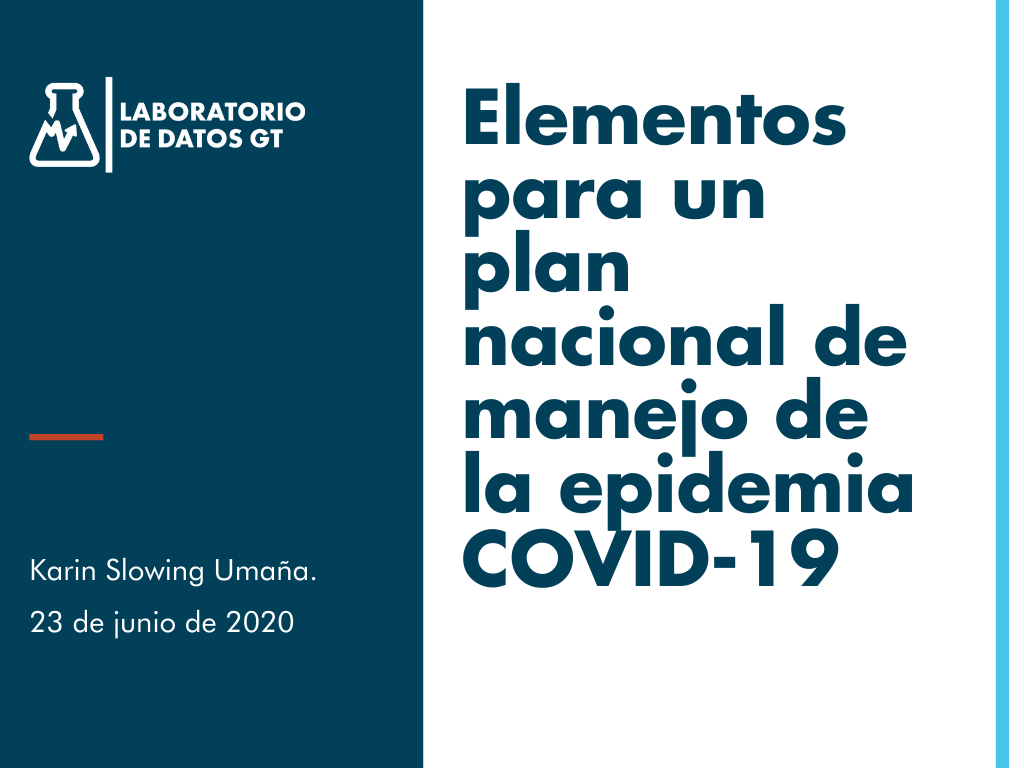 LABORATORIO
DE DATOS GT
Karin Slowing Umaña.
23 de junio de 2020
Elementos
para un
plan
nacional de
manejo de
la epidemia
COVID-19